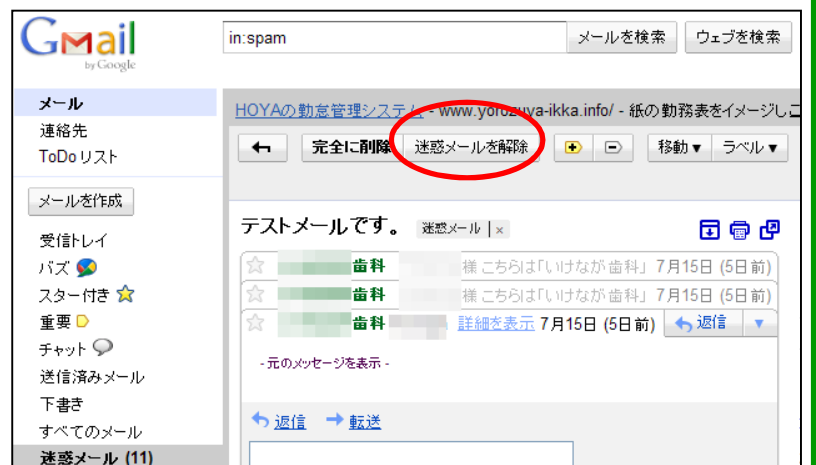 Gmail
by Google
in:spam
メールを検索
ウェブを検索
メール
連絡先
ToDo リスト
メールを作成
受信トレイ
バズ
スター付き
重要
チャット
送信済みメール
下書き
すべてのメール
迷惑メール (11)
HOYAの勤怠管理システム - www.yorozuya-ikka.info/ - 紙の勤務表をイメージしこ
完全に削除
迷惑メールを解除
移動▼
ラベル▼
テストメールです。 迷惑メール | ×
歯科 様 こちらは「いけなが歯科」 7月15日 (5日前)
歯科 様 こちらは「いけなが歯科」 7月15日 (5日前)
歯科 詳細を表示 7月15日 (5日前) 返信 ▼
- 元のメッセージを表示 -
返信 転送